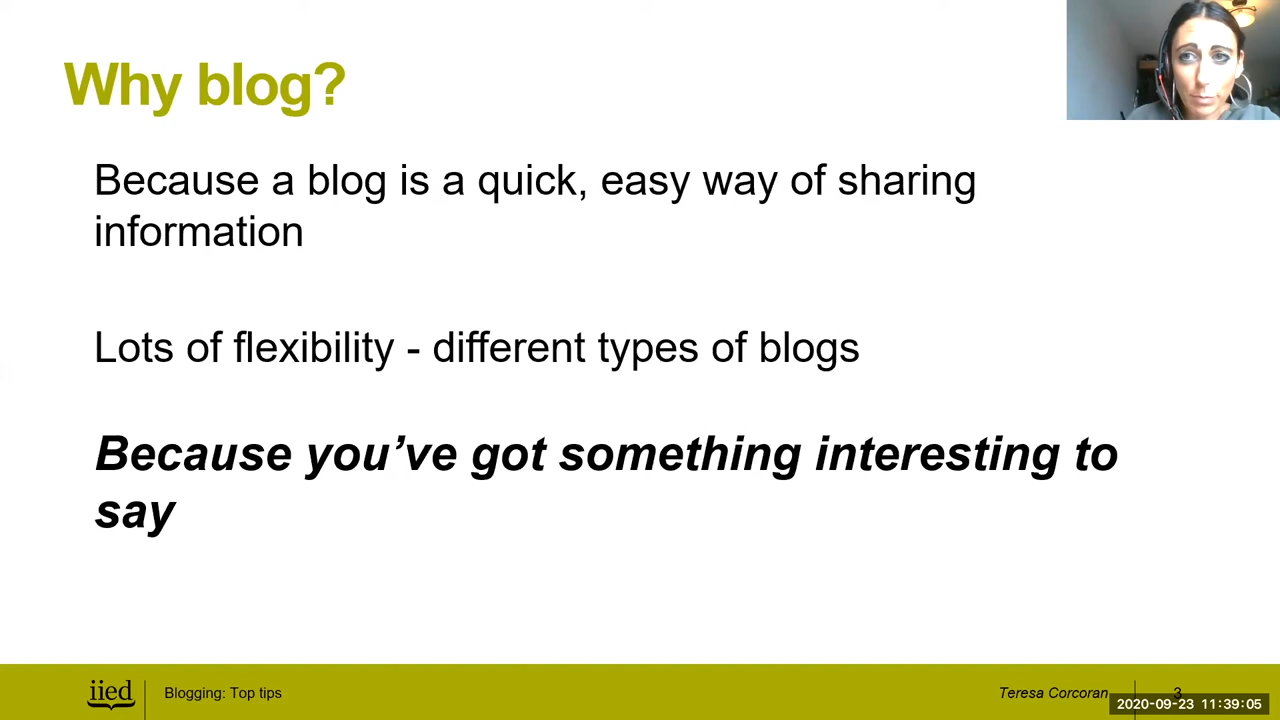 Why blog?
Because a blog is a quick, easy way of sharing
information
Lots of flexibility - different types of blogs
Because you’ve got something interesting to
say
iied
Blogging: Top tips
Teresa Corcoran
3
2020-09-23 11:39:05